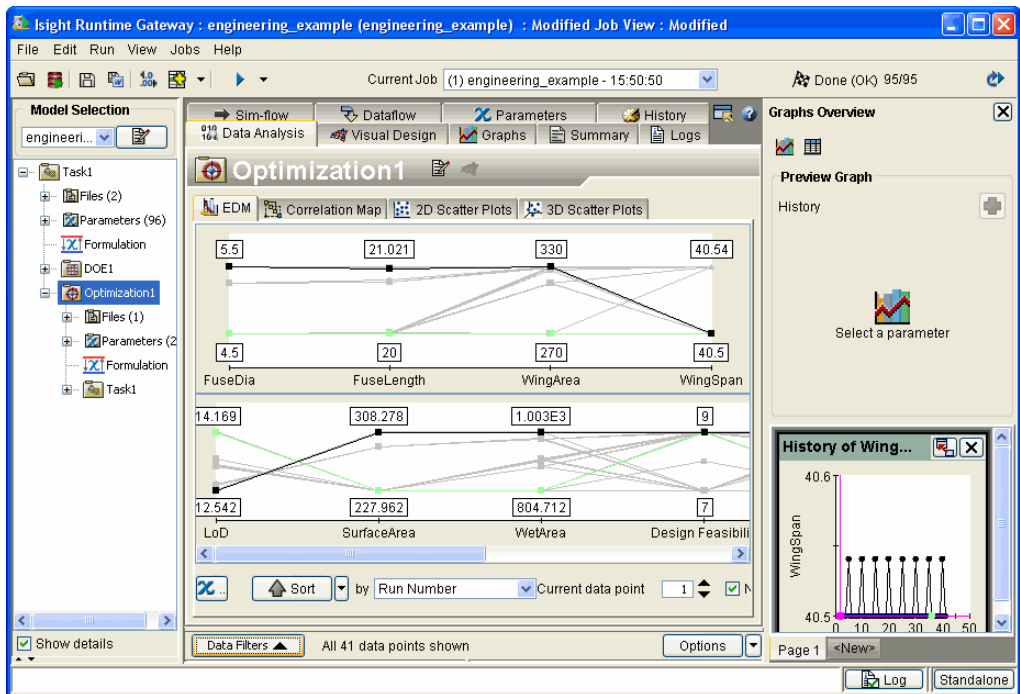 Isight Runtime Gateway : engineering_example (engineering_example) : Modified Job View : Modified
File Edit Run View Jobs Help
Current Job (1) engineering_example - 15:50:50 Done (OK) 95/95
Model Selection
engineeri...
Task1
Files (2)
Parameters (96)
Formulation
DOE1
Optimization1
Files (1)
Parameters (2
Formulation
Task1
Show details
Sim-flow Dataflow Parameters History
Data Analysis Visual Design Graphs Summary Logs
Optimization1
EDM Correlation Map 2D Scatter Plots 3D Scatter Plots
5.5 21.021 330 40.54
4.5 20 270 40.5
FuseDia FuseLength WingArea WingSpan
14.169 308.278 1.003E3 9
12.542 227.962 804.712 7
LoD SurfaceArea WetArea Design Feasibili
.. Sort by Run Number Current data point 1 N
Data Filters All 41 data points shown Options
Graphs Overview
Preview Graph
History
Select a parameter
History of Wing...
40.6
WingSpan
40.5
0 10 20 30 40 50
Page 1 <New>
Log Standalone